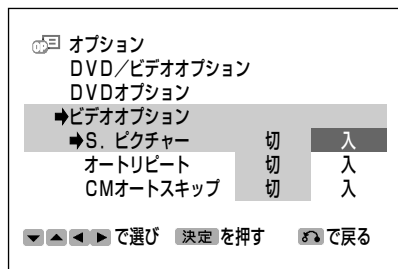 オプション
DVD/ビデオオプション
DVDオプション
➡ビデオオプション
➡S. ピクチャー 切 入
オートリピート 切 入
CMオートスキップ 切 入
▼▲◀▶で選び 決定を押す で戻る